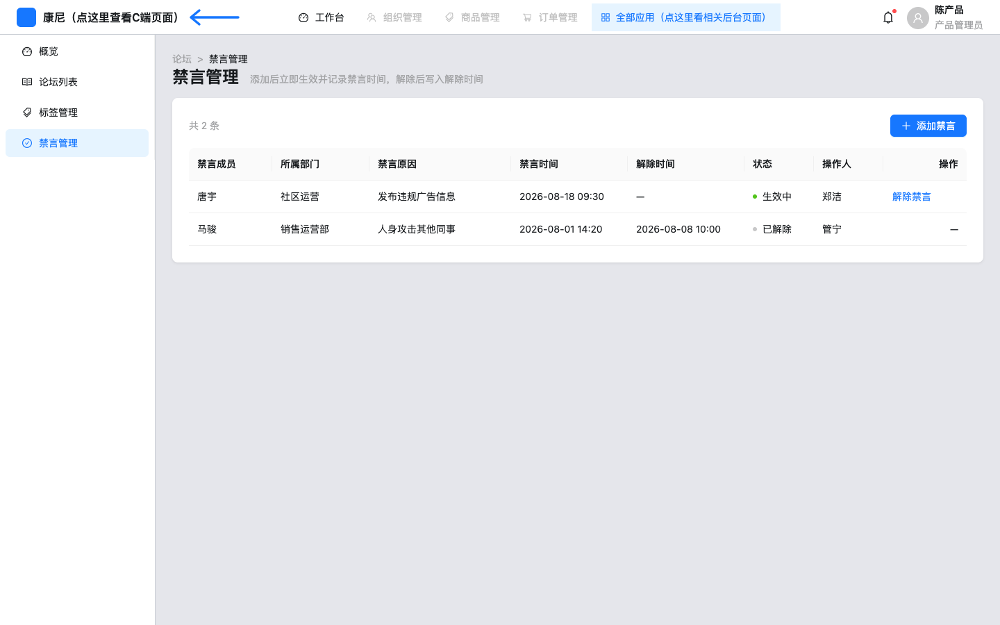 康尼（点这里查看C端页面）
工作台
组织管理
商品管理
订单管理
全部应用（点这里看相关后台页面）
陈产品
产品管理员
概览
论坛列表
标签管理
禁言管理
论坛 > 禁言管理
禁言管理 添加后立即生效并记录禁言时间，解除后写入解除时间
共 2 条
添加禁言
禁言成员 所属部门 禁言原因 禁言时间 解除时间 状态 操作人 操作
唐宇 社区运营 发布违规广告信息 2026-08-18 09:30 — 生效中 郑洁 解除禁言
马骏 销售运营部 人身攻击其他同事 2026-08-01 14:20 2026-08-08 10:00 已解除 管宁 —